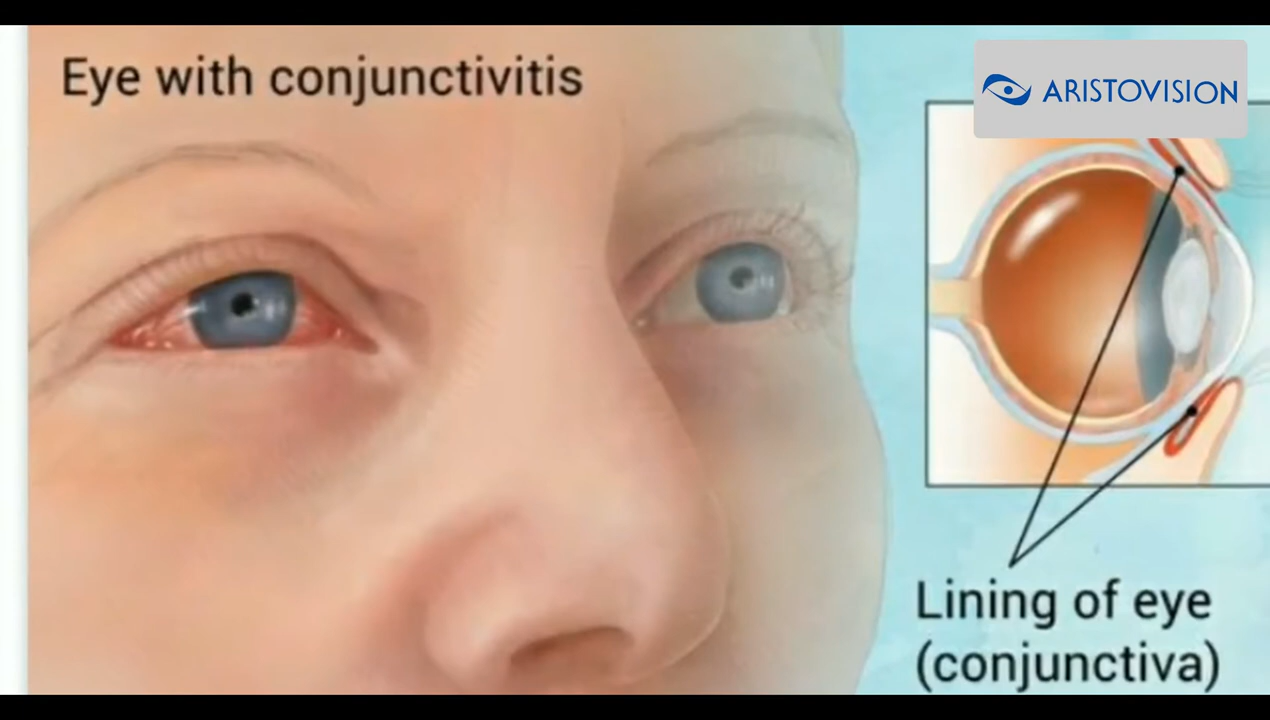 Eye with conjunctivitis
ARISTOVISION
Lining of eye
(conjunctiva)